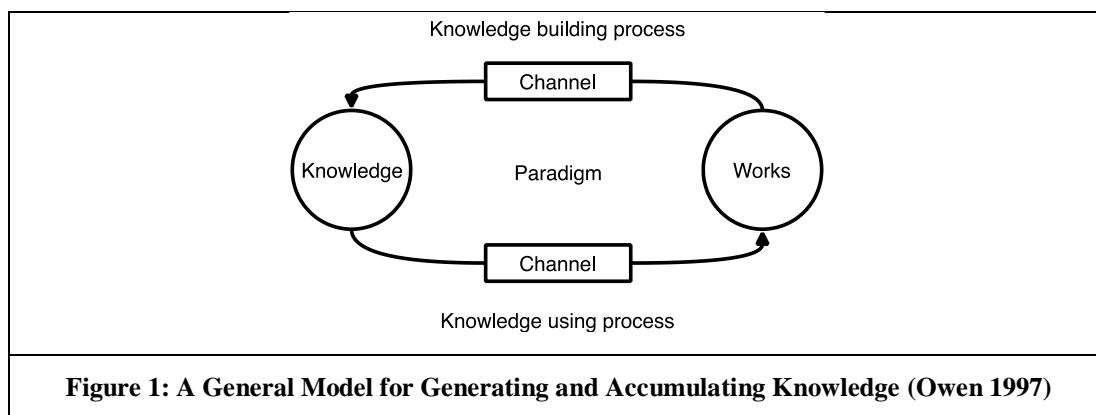 Knowledge building process
Channel
Knowledge
Paradigm
Works
Channel
Knowledge using process
Figure 1: A General Model for Generating and Accumulating Knowledge (Owen 1997)